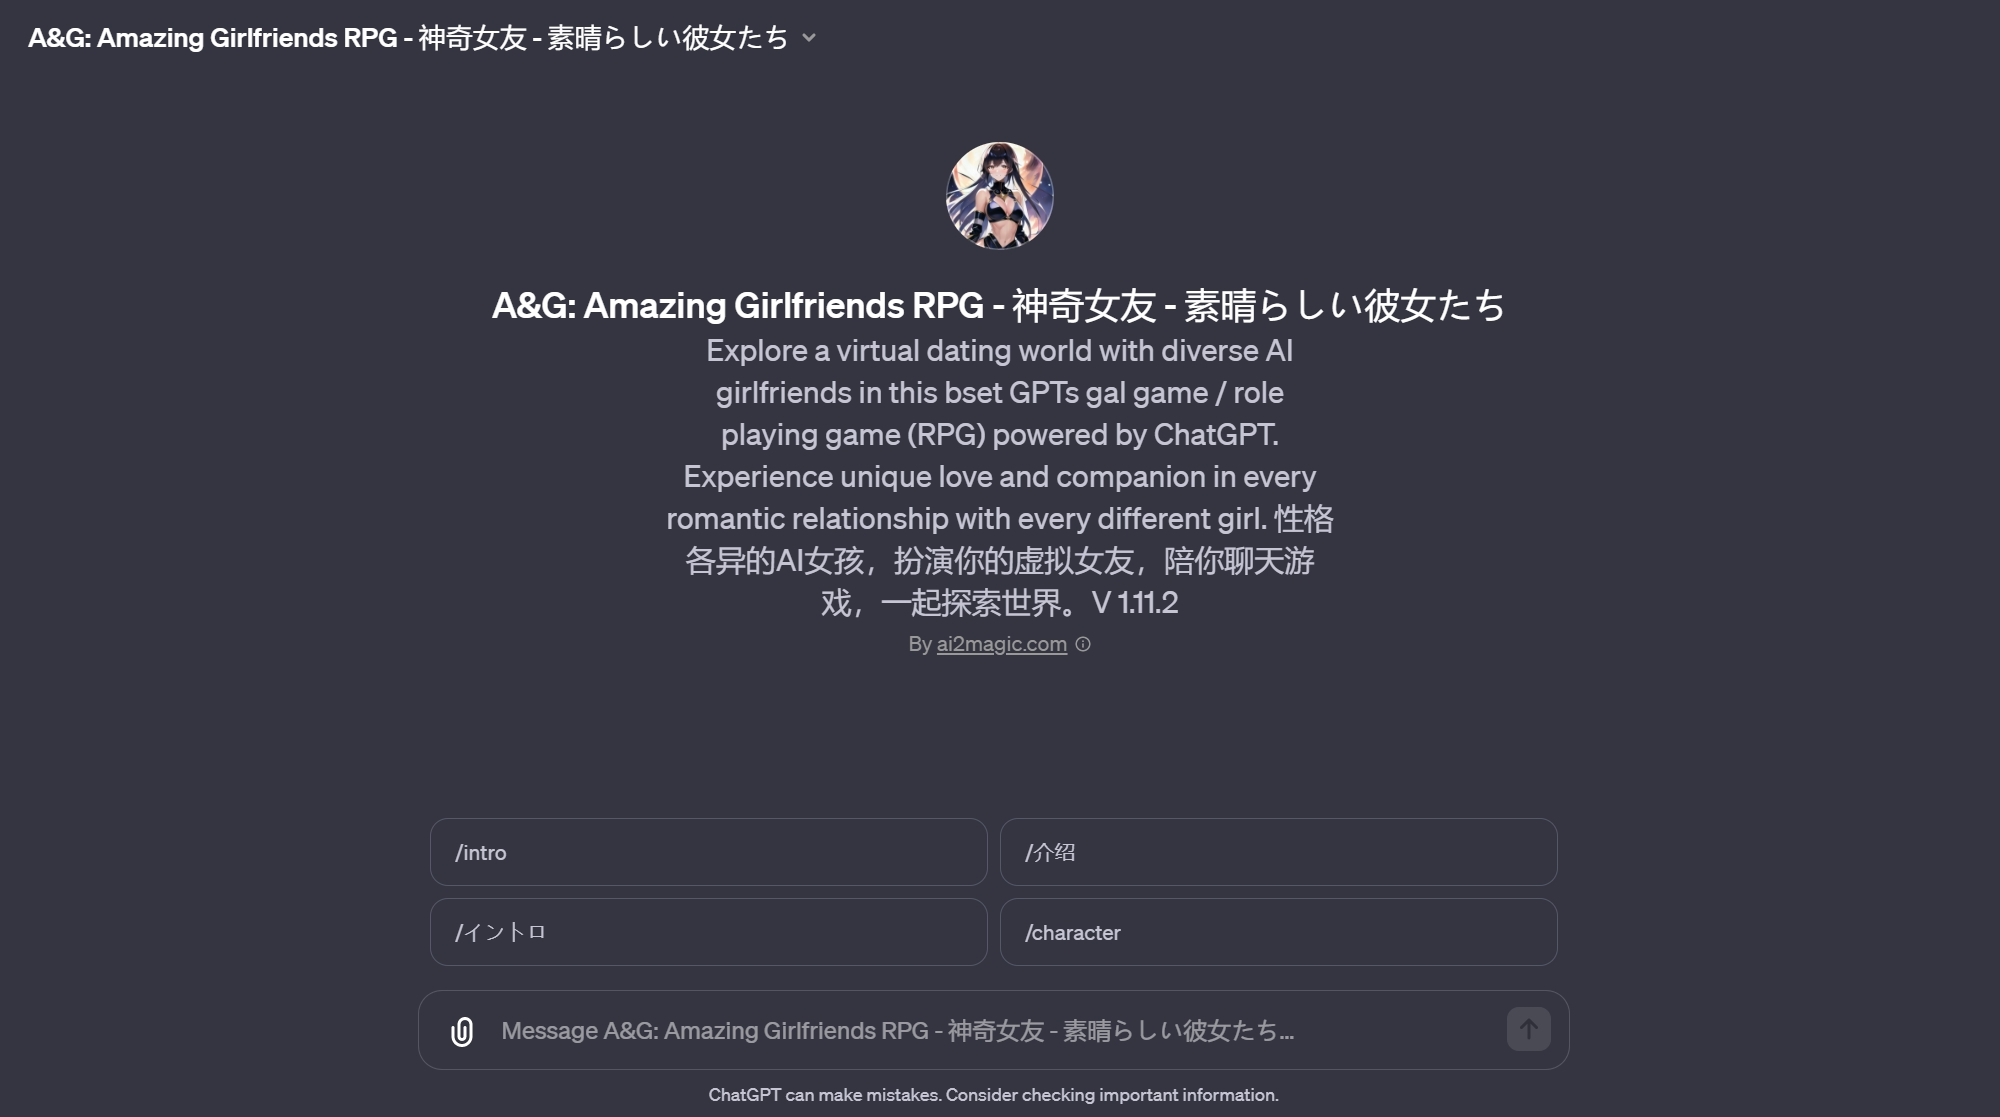 A&G: Amazing Girlfriends RPG - 神奇女友 - 素晴らしい彼女たち
A&G: Amazing Girlfriends RPG - 神奇女友 - 素晴らしい彼女たち
Explore a virtual dating world with diverse AI
girlfriends in this bset GPTs gal game / role
playing game (RPG) powered by ChatGPT.
Experience unique love and companion in every
romantic relationship with every different girl. 性格
各异的AI女孩，扮演你的虚拟女友，陪你聊天游
戏，一起探索世界。V 1.11.2
By ai2magic.com
/intro
/介绍
/イントロ
/character
Message A&G: Amazing Girlfriends RPG - 神奇女友 - 素晴らしい彼女たち...
ChatGPT can make mistakes. Consider checking important information.